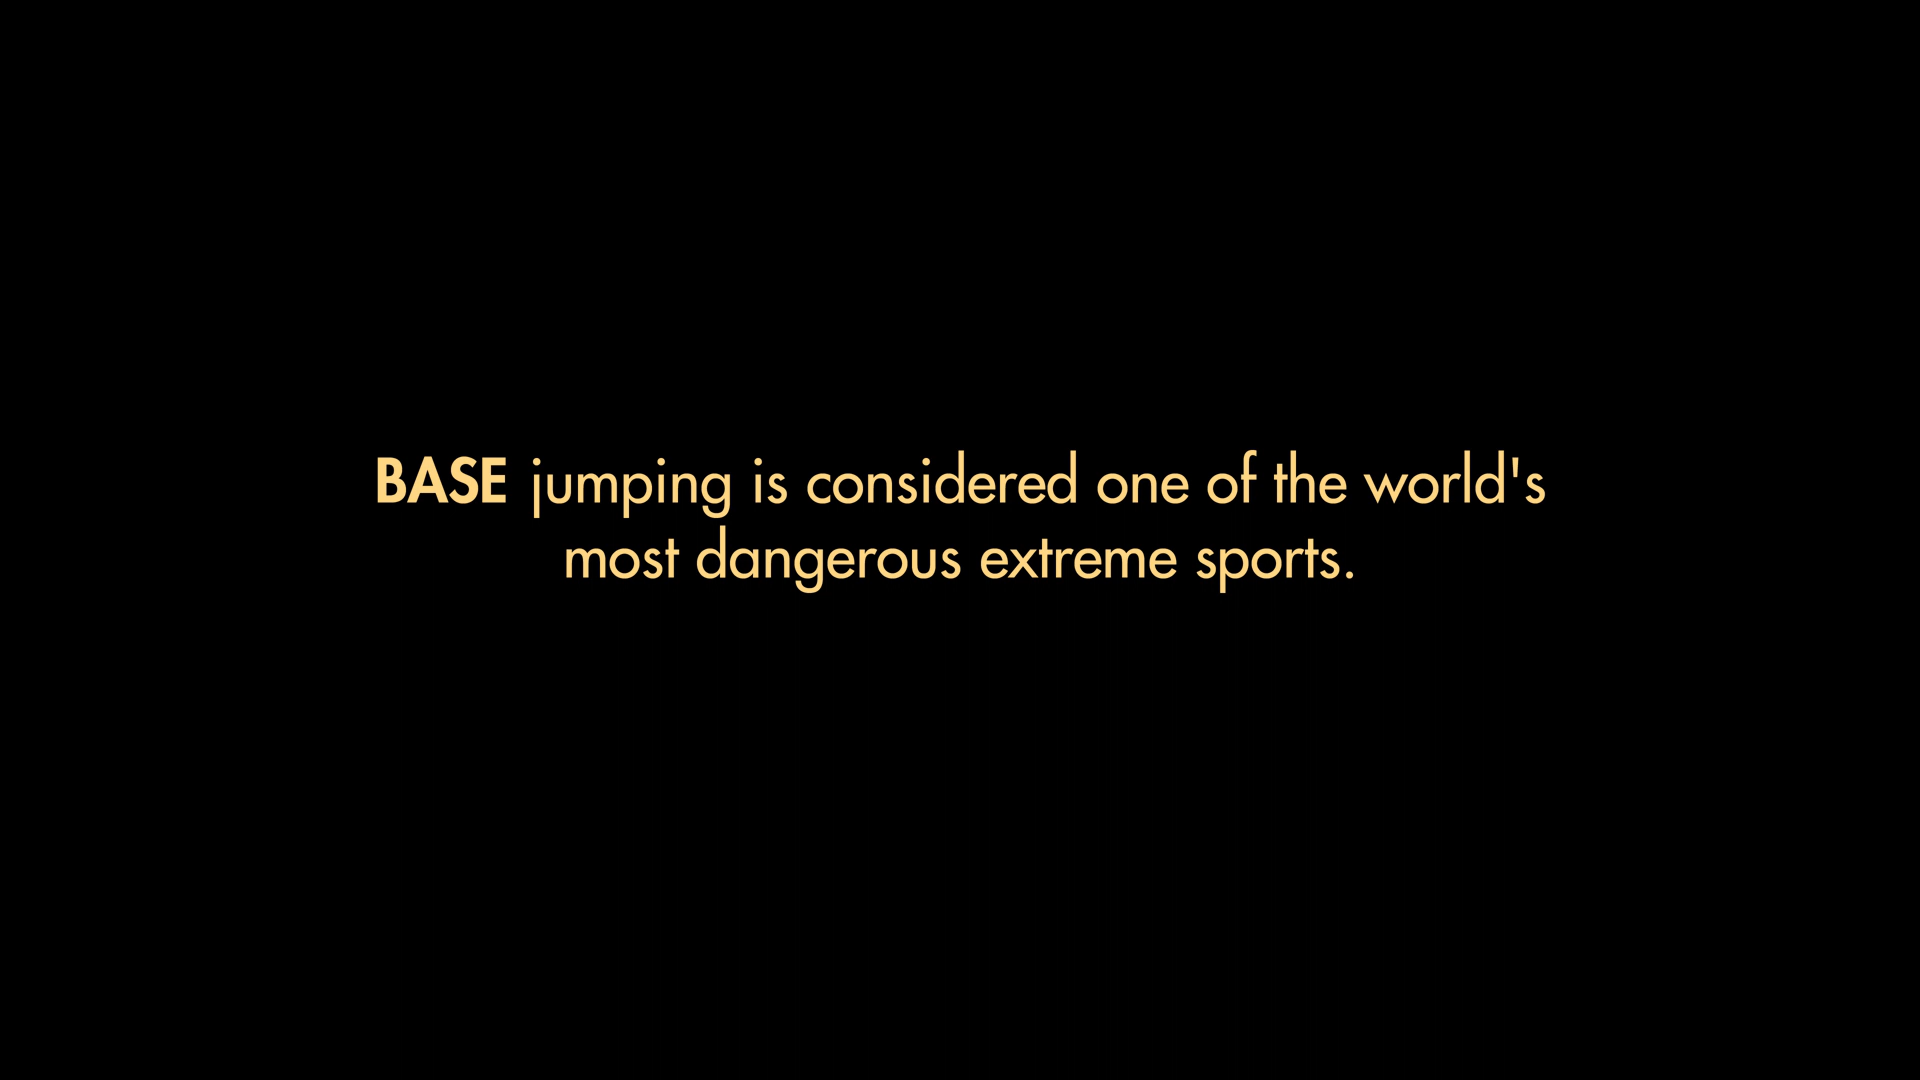 BASE jumping is considered one of the world's
most dangerous extreme sports.